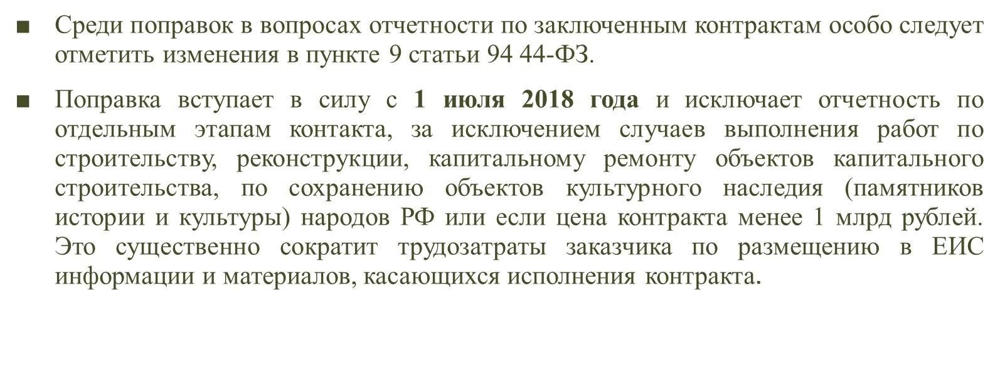 ■ Среди поправок в вопросах отчетности по заключенным контрактам особо следует
отметить изменения в пункте 9 статьи 94 44-ФЗ.
■ Поправка вступает в силу с 1 июля 2018 года и исключает отчетность по
отдельным этапам контакта, за исключением случаев выполнения работ по
строительству, реконструкции, капитальному ремонту объектов капитального
строительства, по сохранению объектов культурного наследия (памятников
истории и культуры) народов РФ или если цена контракта менее 1 млрд рублей.
Это существенно сократит трудозатраты заказчика по размещению в ЕИС
информации и материалов, касающихся исполнения контракта.